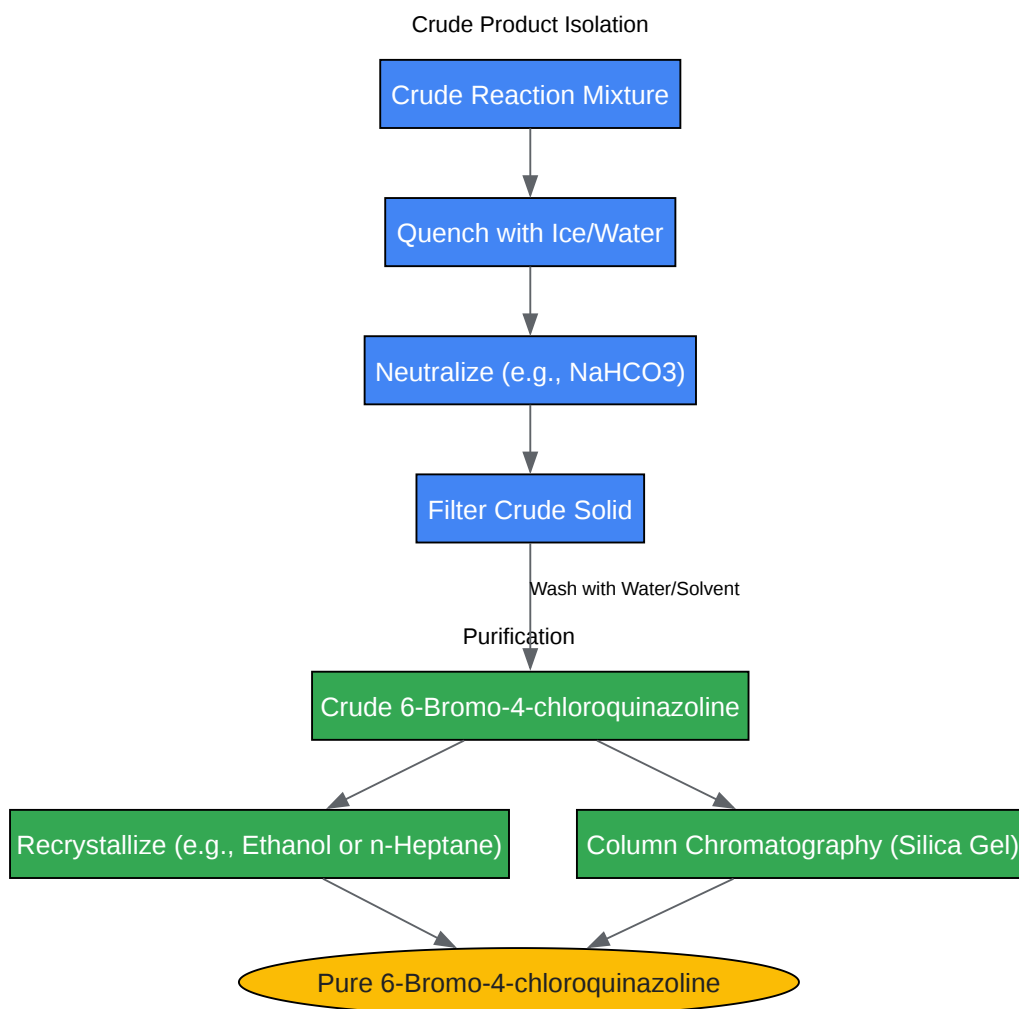 Crude Product Isolation
Crude Reaction Mixture
Quench with Ice/Water
Neutralize (e.g., NaHCO3)
Filter Crude Solid
Wash with Water/Solvent
Purification
Crude 6-Bromo-4-chloroquinazoline
Recrystallize (e.g., Ethanol or n-Heptane)
Column Chromatography (Silica Gel)
Pure 6-Bromo-4-chloroquinazoline